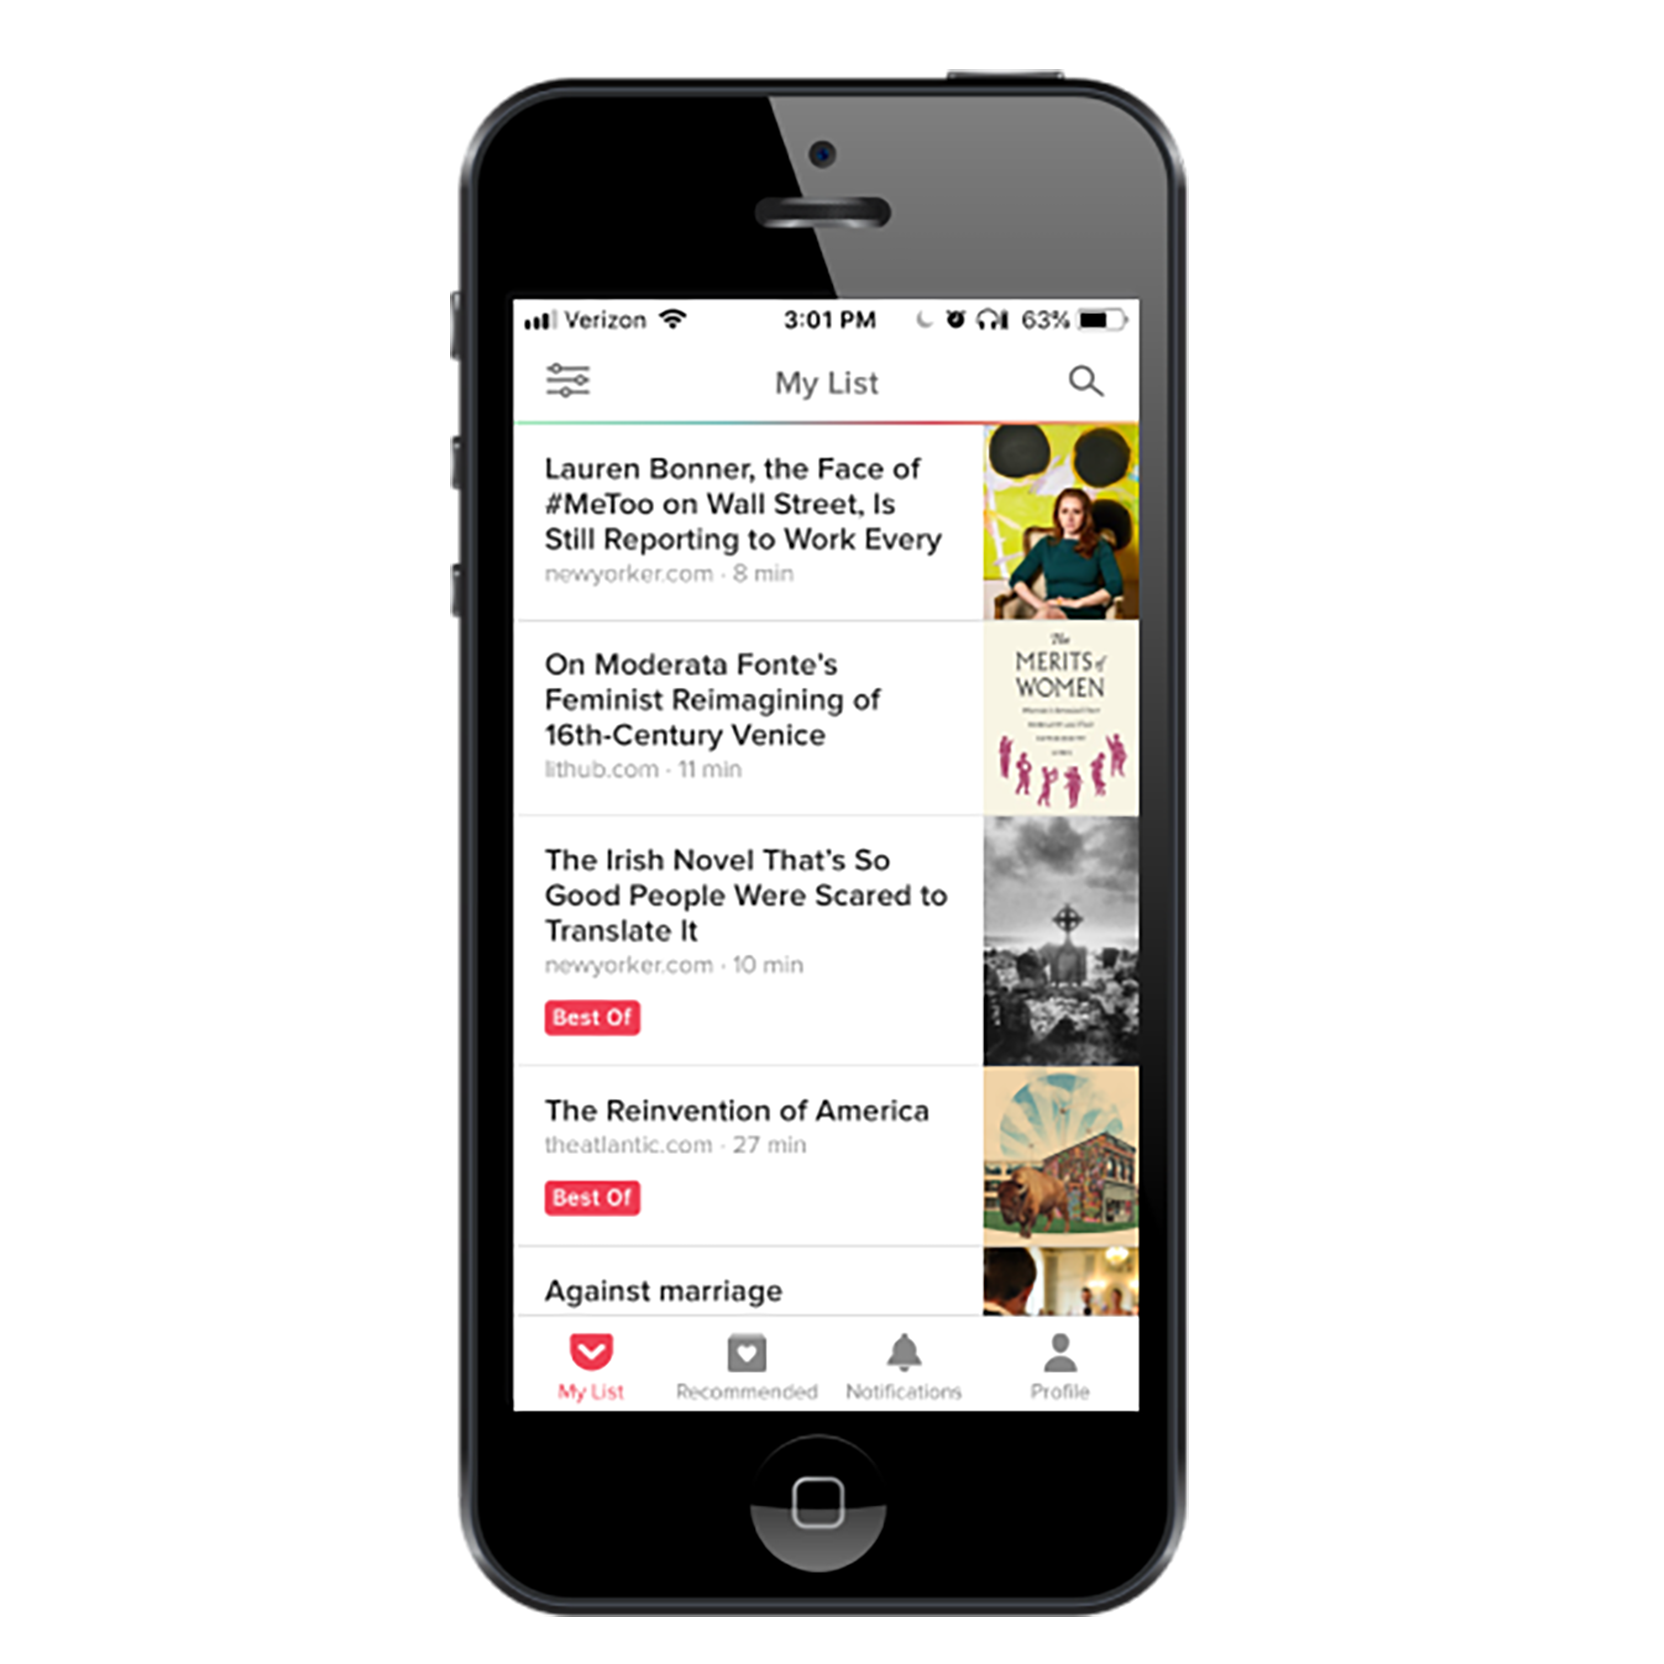 Verizon 3:01 PM 63%
My List
Lauren Bonner, the Face of
#MeToo on Wall Street, Is
Still Reporting to Work Every
newyorker.com · 8 min
The
MERITS of
WOMEN
On Moderata Fonte's
Feminist Reimagining of
16th-Century Venice
lithub.com · 11 min
The Irish Novel That's So
Good People Were Scared to
Translate It
newyorker.com · 10 min
Best Of
The Reinvention of America
theatlantic.com · 27 min
Best Of
Against marriage
My List Recommended Notifications Profile